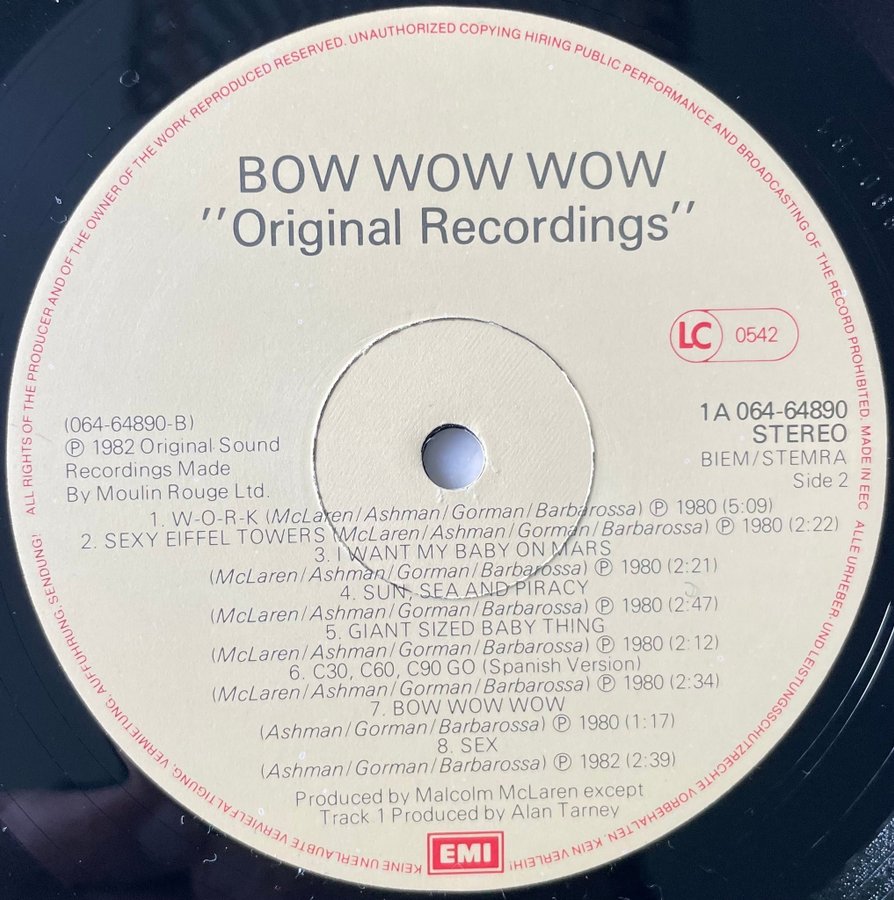 ALL RIGHTS OF THE PRODUCER AND OF THE OWNER OF THE WORK REPRODUCED RESERVED. UNAUTHORIZED COPYING HIRING PUBLIC PERFORMANCE AND BROADCASTING OF THE RECORD PROHIBITED. MADE IN EEC
BOW WOW WOW
"Original Recordings"
LC 0542
(064-64890-B)
℗ 1982 Original Sound
Recordings Made
By Moulin Rouge Ltd.
1A 064-64890
STEREO
BIEM/STEMRA
Side 2
1. W-O-R-K (McLaren/Ashman/Gorman/Barbarossa) ℗ 1980 (5:09)
2. SEXY EIFFEL TOWERS (McLaren/Ashman/Gorman/Barbarossa) ℗ 1980 (2:22)
3. I WANT MY BABY ON MARS
(McLaren/Ashman/Gorman/Barbarossa) ℗ 1980 (2:21)
4. SUN, SEA AND PIRACY
(McLaren/Ashman/Gorman/Barbarossa) ℗ 1980 (2:47)
5. GIANT SIZED BABY THING
(McLaren/Ashman/Gorman/Barbarossa) ℗ 1980 (2:12)
6. C30, C60, C90 GO (Spanish Version)
(McLaren/Ashman/Gorman/Barbarossa) ℗ 1980 (2:34)
7. BOW WOW WOW
(Ashman/Gorman/Barbarossa) ℗ 1980 (1:17)
8. SEX
(Ashman/Gorman/Barbarossa) ℗ 1982 (2:39)
Produced by Malcolm McLaren except
Track 1 Produced by Alan Tarney
EMI
ALLE URHEBER- UND LEISTUNGSSCHUTZRECHTE VORBEHALTEN. KEIN VERLEIH! KEINE UNERLAUBTE VERVIELFÄLTIGUNG, VERMIETUNG, AUFFÜHRUNG, SENDUNG!